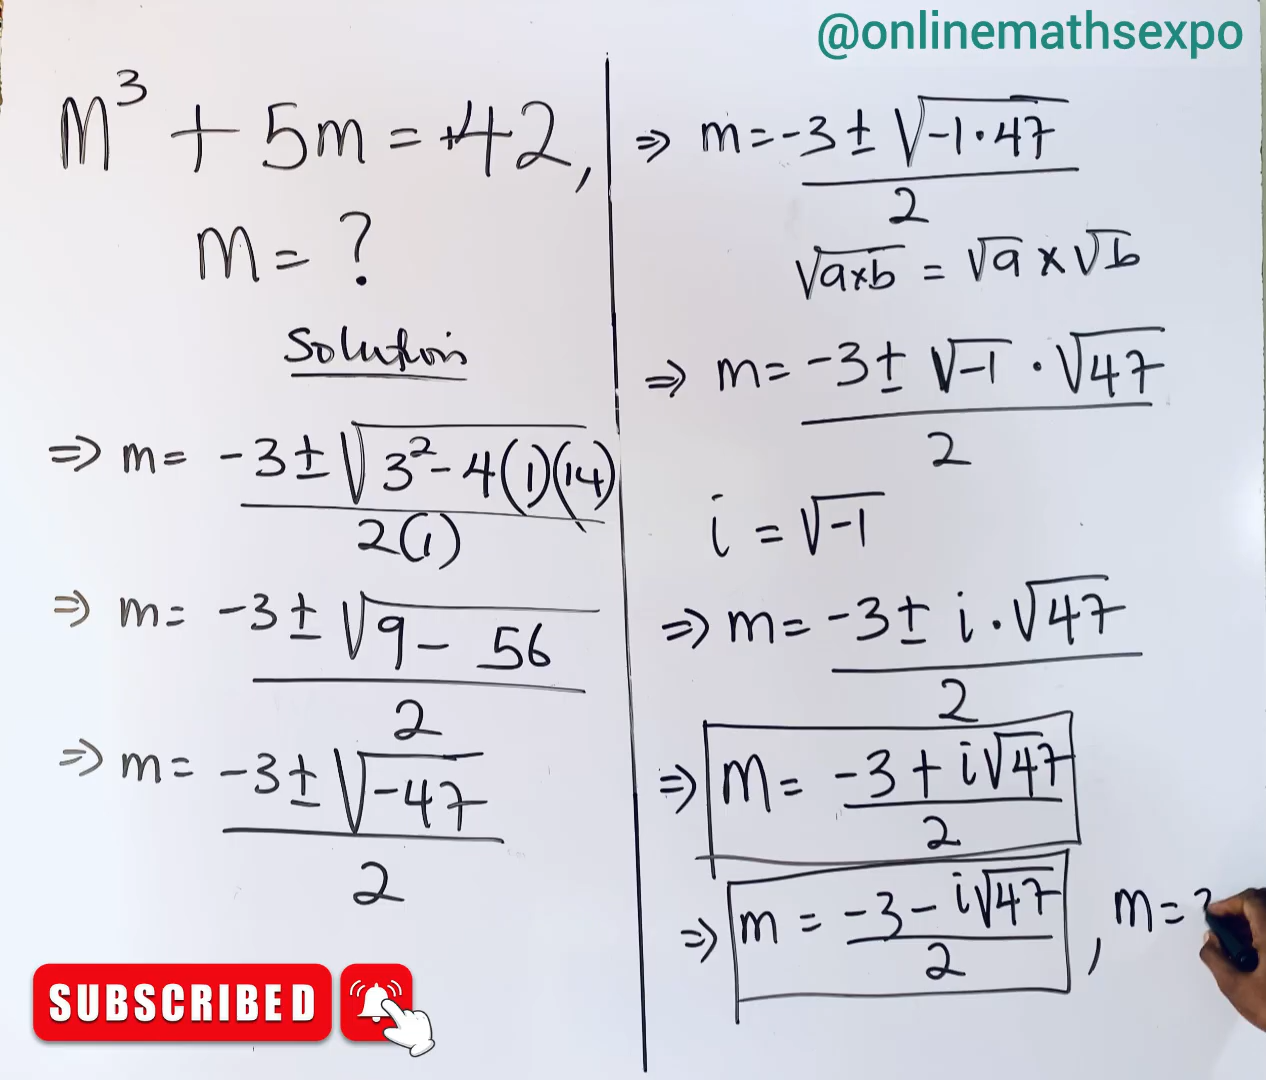 @onlinemathsexpo
m³ + 5m = +42,
m = ?
Solution
⇒ m = -3 ± √(3² - 4(1)(14)) / 2(1)
⇒ m = -3 ± √(9 - 56) / 2
⇒ m = -3 ± √(-47) / 2
⇒ m = -3 ± √(-1·47) / 2
√(a×b) = √a × √b
⇒ m = -3 ± √-1 · √47 / 2
i = √-1
⇒ m = -3 ± i·√47 / 2
⇒ m = -3 + i√47 / 2
⇒ m = -3 - i√47 / 2 , m =
SUBSCRIBED